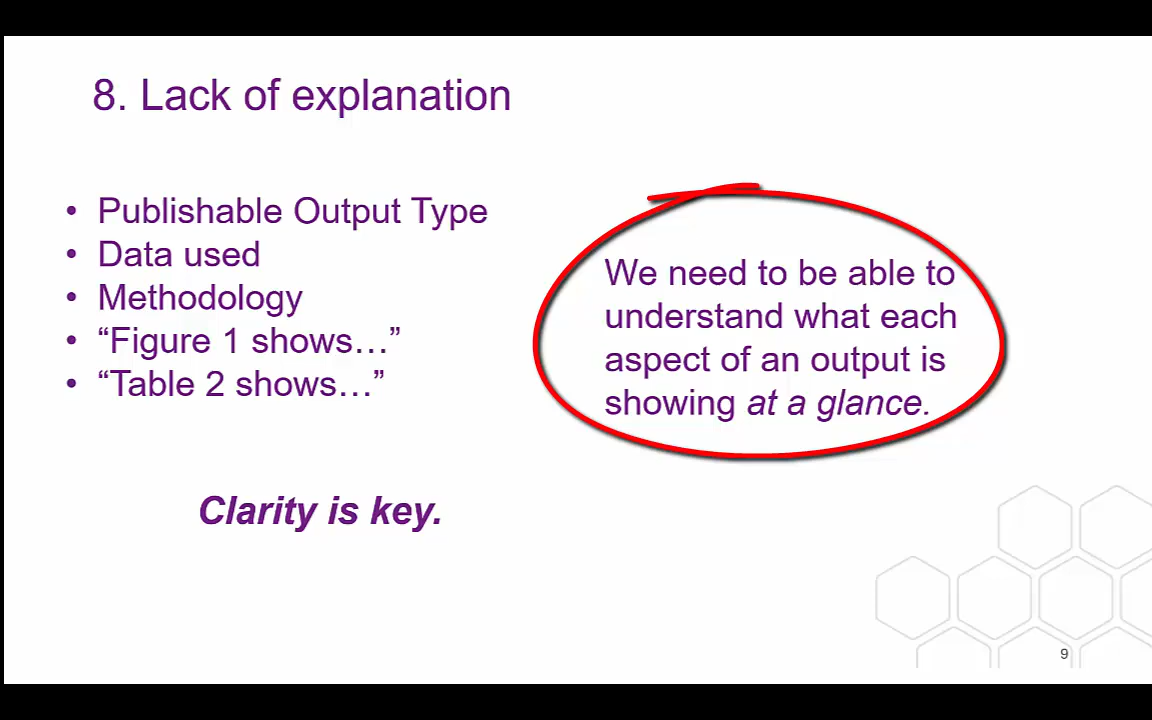 8. Lack of explanation
• Publishable Output Type
• Data used
• Methodology
• “Figure 1 shows…”
• “Table 2 shows…”
We need to be able to
understand what each
aspect of an output is
showing at a glance.
Clarity is key.
9